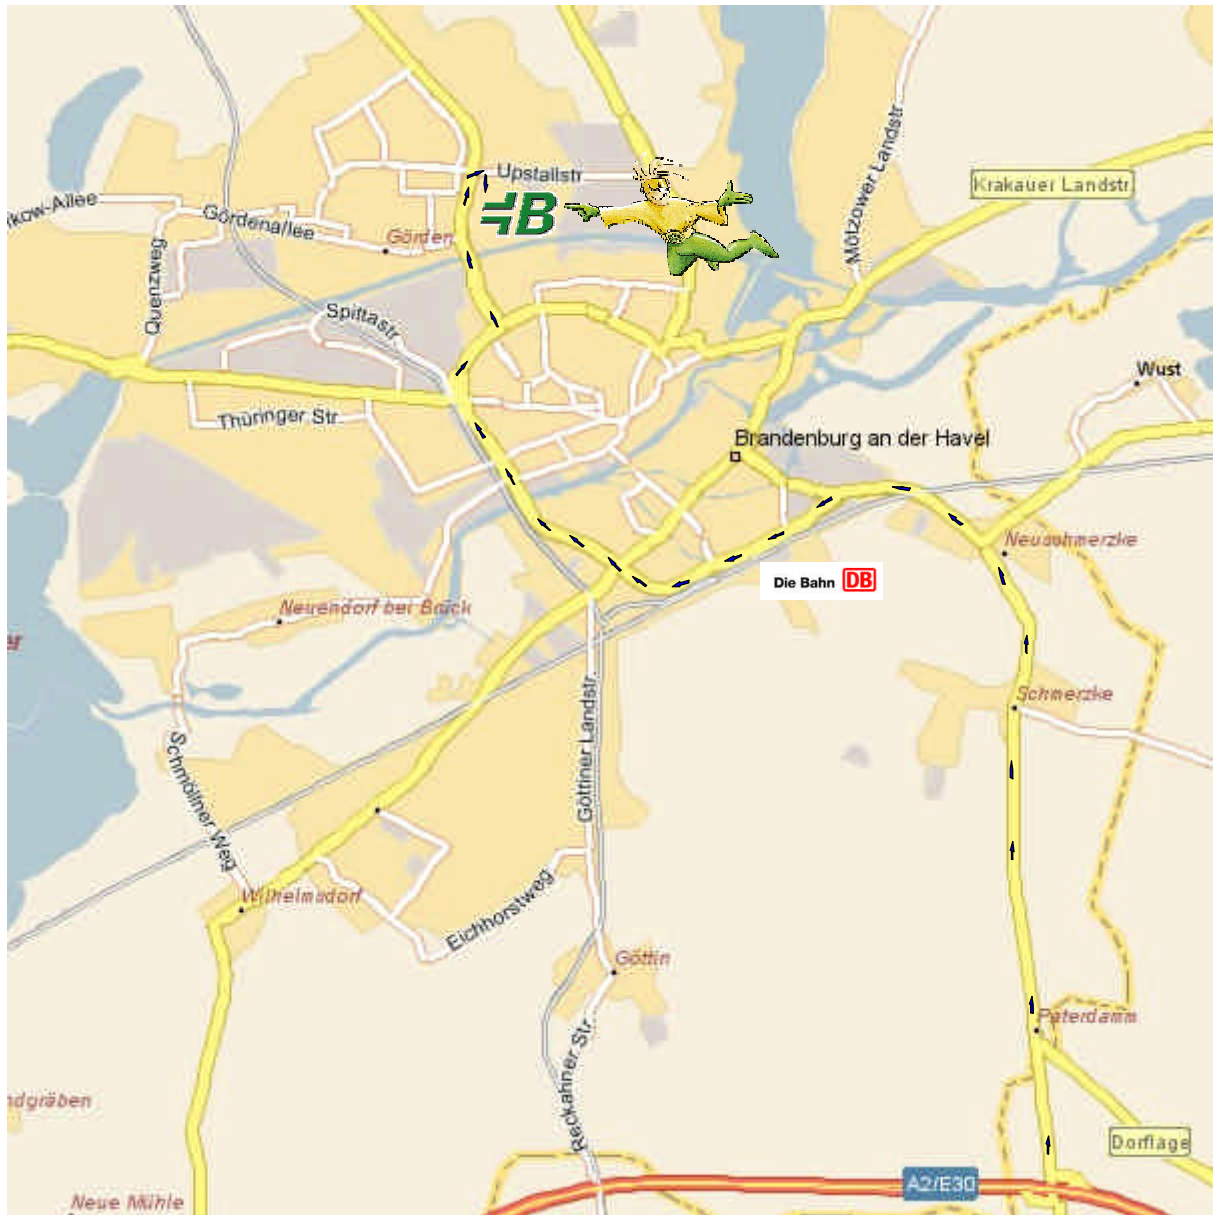 Upstallstr
Krakauer Landstr.
Mötzower Landstr
kow-Allee
Gördenallee
Görden
Quenzweg
B
Spittastr
Wust
Thüringer Str
Brandenburg an der Havel
Neuschmerzke
Die Bahn DB
Neuendorf bei Brück
er
Schmerzke
Göttiner Landstr.
Schmöllner Weg
Wilhelmsdorf
Eichhorstweg
Göttin
Paterdamm
Reckahner Str.
ndgräben
Dorflage
A2/E30
Neue Mühle